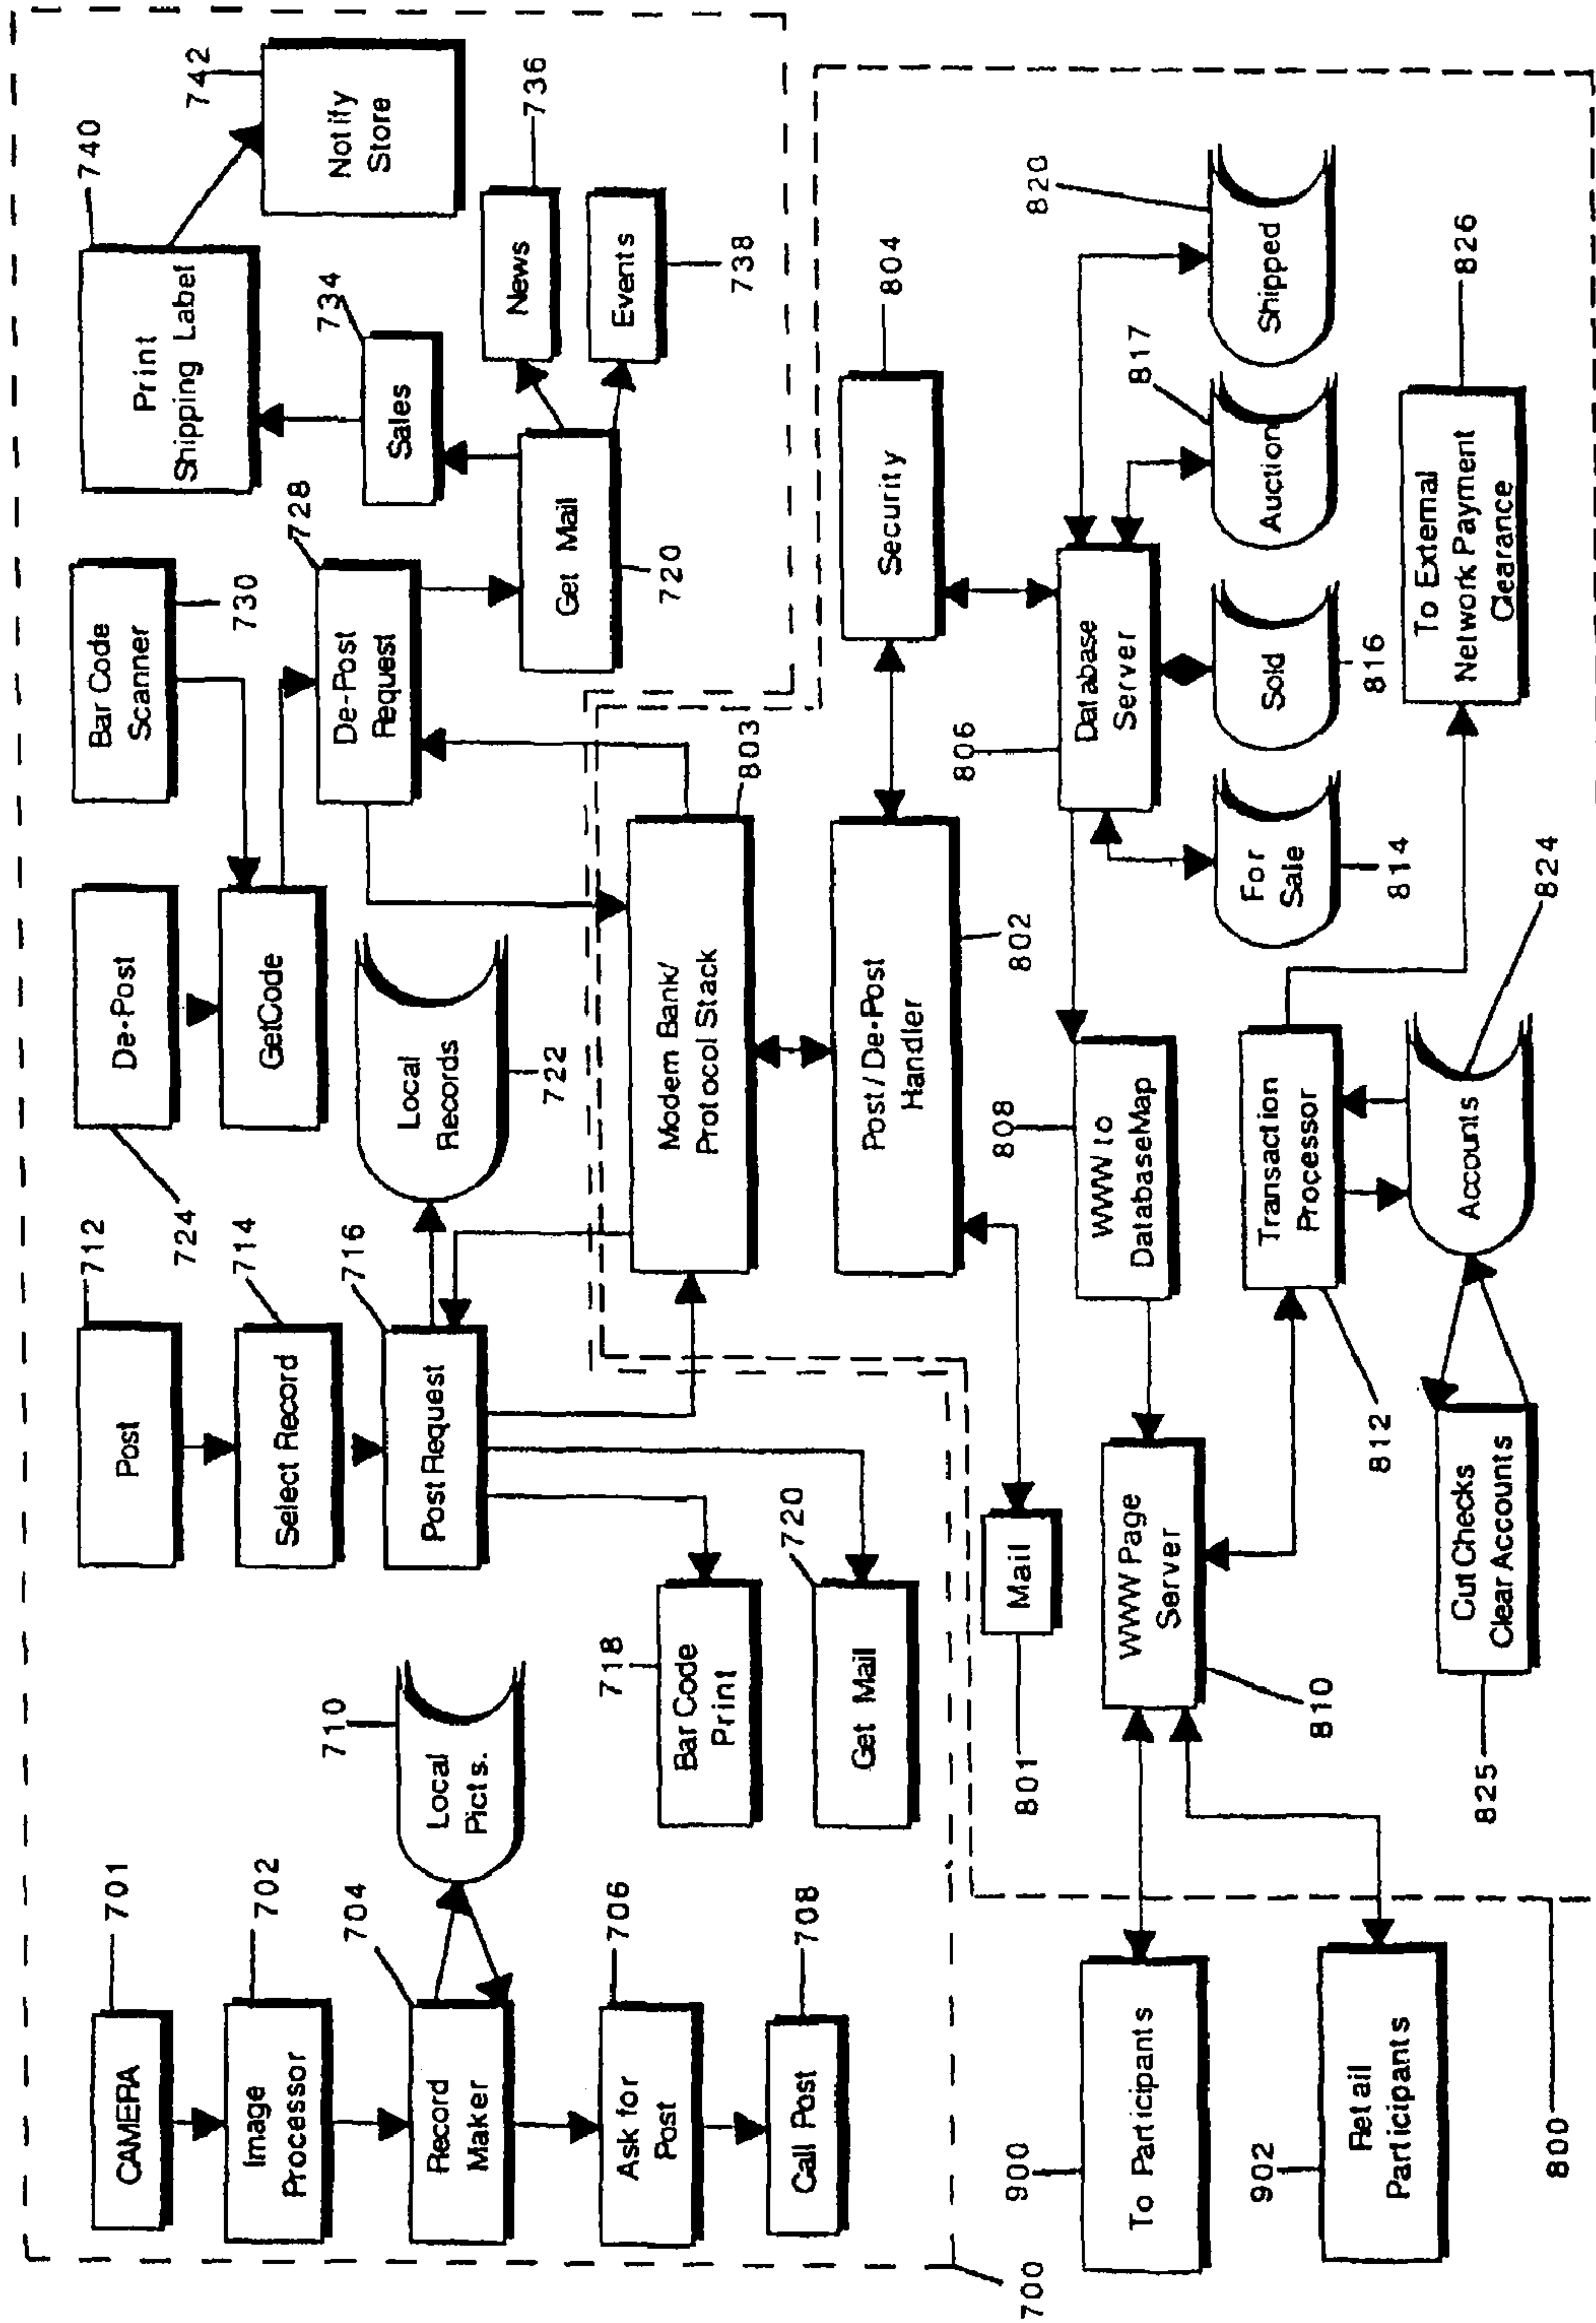 CAMERA
701
Image
Processor
702
Record
Maker
704
Local
Picts.
710
Ask for
Post
706
Call Post
708
Post
712
Select Record
714
Post Request
716
Bar Code
Print
718
Get Mail
720
Local
Records
722
De-Post
724
GetCode
Bar Code
Scanner
730
De-Post
Request
728
Get Mail
720
Sales
734
News
736
Events
738
Print
Shipping Label
740
Notify
Store
742
700
Modem Bank/
Protocol Stack
803
Post/De-Post
Handler
802
Mail
801
Security
804
Database
Server
806
WWW to
DatabaseMap
808
WWW Page
Server
810
Transaction
Processor
812
For
Sale
814
Sold
816
Auction
817
Shipped
820
Accounts
824
Cut Checks
Clear Accounts
825
To External
Network Payment
Clearance
826
To Participants
900
Retail
Participants
902
800